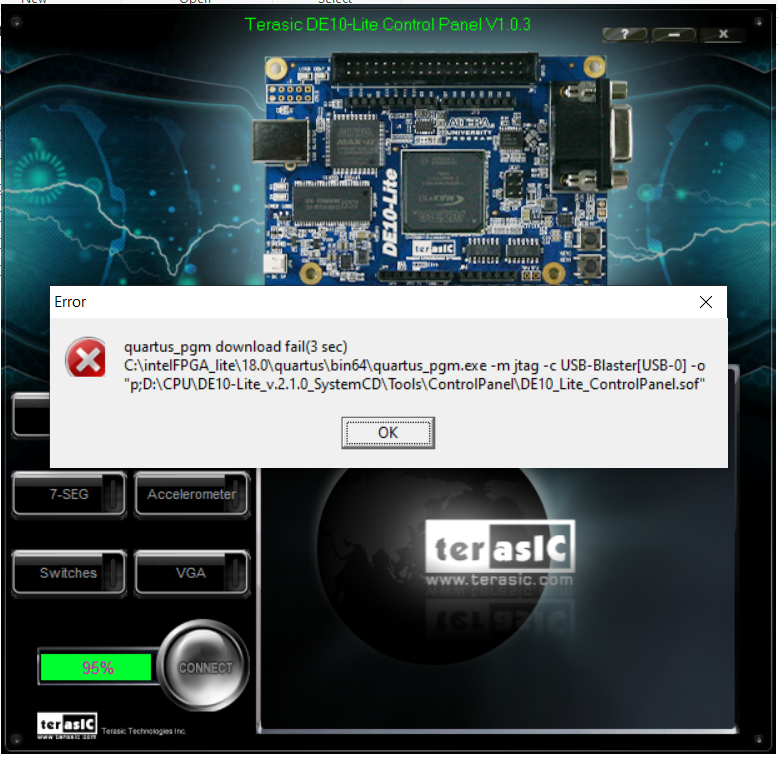 New Open Select
Terasic DE10-Lite Control Panel V1.0.3
?
ALTERA
MAX II
ALTERA
UNIVERSITY
PROGRAM
DE10-Lite
terasic
Error
quartus_pgm download fail(3 sec)
C:\intelFPGA_lite\18.0\quartus\bin64\quartus_pgm.exe -m jtag -c USB-Blaster[USB-0] -o
"p;D:\CPU\DE10-Lite_v.2.1.0_SystemCD\Tools\ControlPanel\DE10_Lite_ControlPanel.sof"
OK
7-SEG
Accelerometer
Switches
VGA
terasIC
www.terasic.com
95%
CONNECT
terasIC
www.terasic.com
Terasic Technologies Inc.